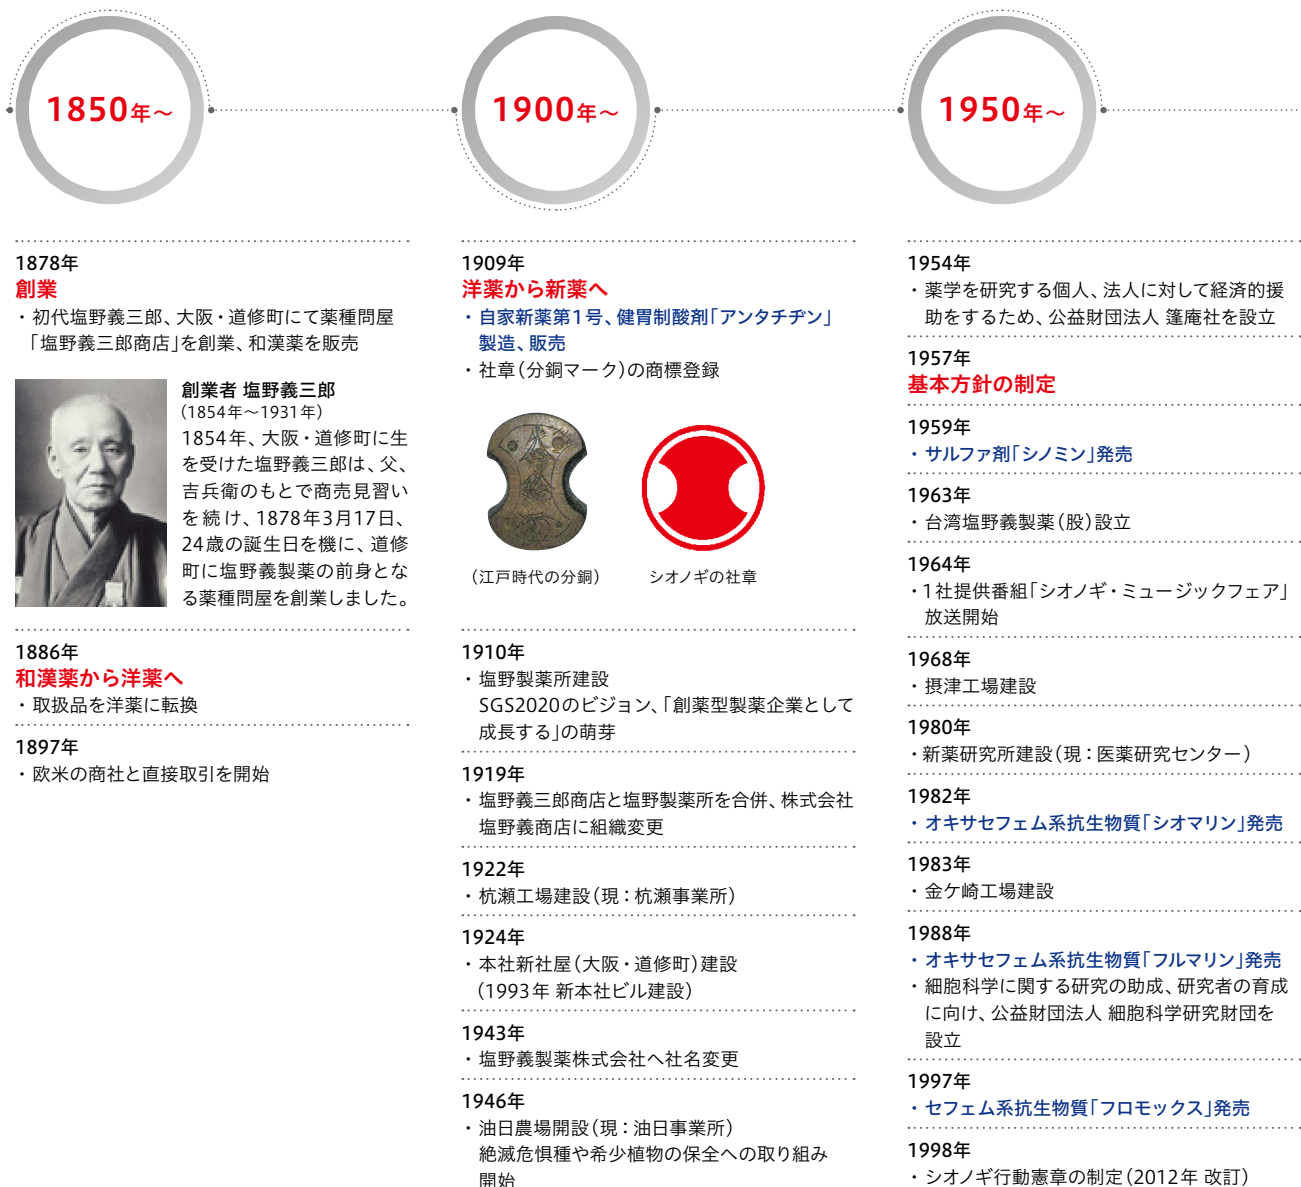 1850年～
1878年
創業
・初代塩野義三郎、大阪・道修町にて薬種問屋
「塩野義三郎商店」を創業、和漢薬を販売
創業者 塩野義三郎
（1854年～1931年）
1854年、大阪・道修町に生
を受けた塩野義三郎は、父、
吉兵衛のもとで商売見習い
を続け、1878年3月17日、
24歳の誕生日を機に、道修
町に塩野義製薬の前身とな
る薬種問屋を創業しました。
1886年
和漢薬から洋薬へ
・取扱品を洋薬に転換
1897年
・欧米の商社と直接取引を開始
1900年～
1909年
洋薬から新薬へ
・自家新薬第1号、健胃制酸剤「アンタチヂン」
製造、販売
・社章（分銅マーク）の商標登録
（江戸時代の分銅）
シオノギの社章
1910年
・塩野製薬所建設
SGS2020のビジョン、「創薬型製薬企業として
成長する」の萌芽
1919年
・塩野義三郎商店と塩野製薬所を合併、株式会社
塩野義商店に組織変更
1922年
・杭瀬工場建設（現：杭瀬事業所）
1924年
・本社新社屋（大阪・道修町）建設
（1993年 新本社ビル建設）
1943年
・塩野義製薬株式会社へ社名変更
1946年
・油日農場開設（現：油日事業所）
絶滅危惧種や希少植物の保全への取り組み
開始
1950年～
1954年
・薬学を研究する個人、法人に対して経済的援
助をするため、公益財団法人 篷庵社を設立
1957年
基本方針の制定
1959年
・サルファ剤「シノミン」発売
1963年
・台湾塩野義製薬（股）設立
1964年
・1社提供番組「シオノギ・ミュージックフェア」
放送開始
1968年
・摂津工場建設
1980年
・新薬研究所建設（現：医薬研究センター）
1982年
・オキサセフェム系抗生物質「シオマリン」発売
1983年
・金ケ崎工場建設
1988年
・オキサセフェム系抗生物質「フルマリン」発売
・細胞科学に関する研究の助成、研究者の育成
に向け、公益財団法人 細胞科学研究財団を
設立
1997年
・セフェム系抗生物質「フロモックス」発売
1998年
・シオノギ行動憲章の制定（2012年 改訂）